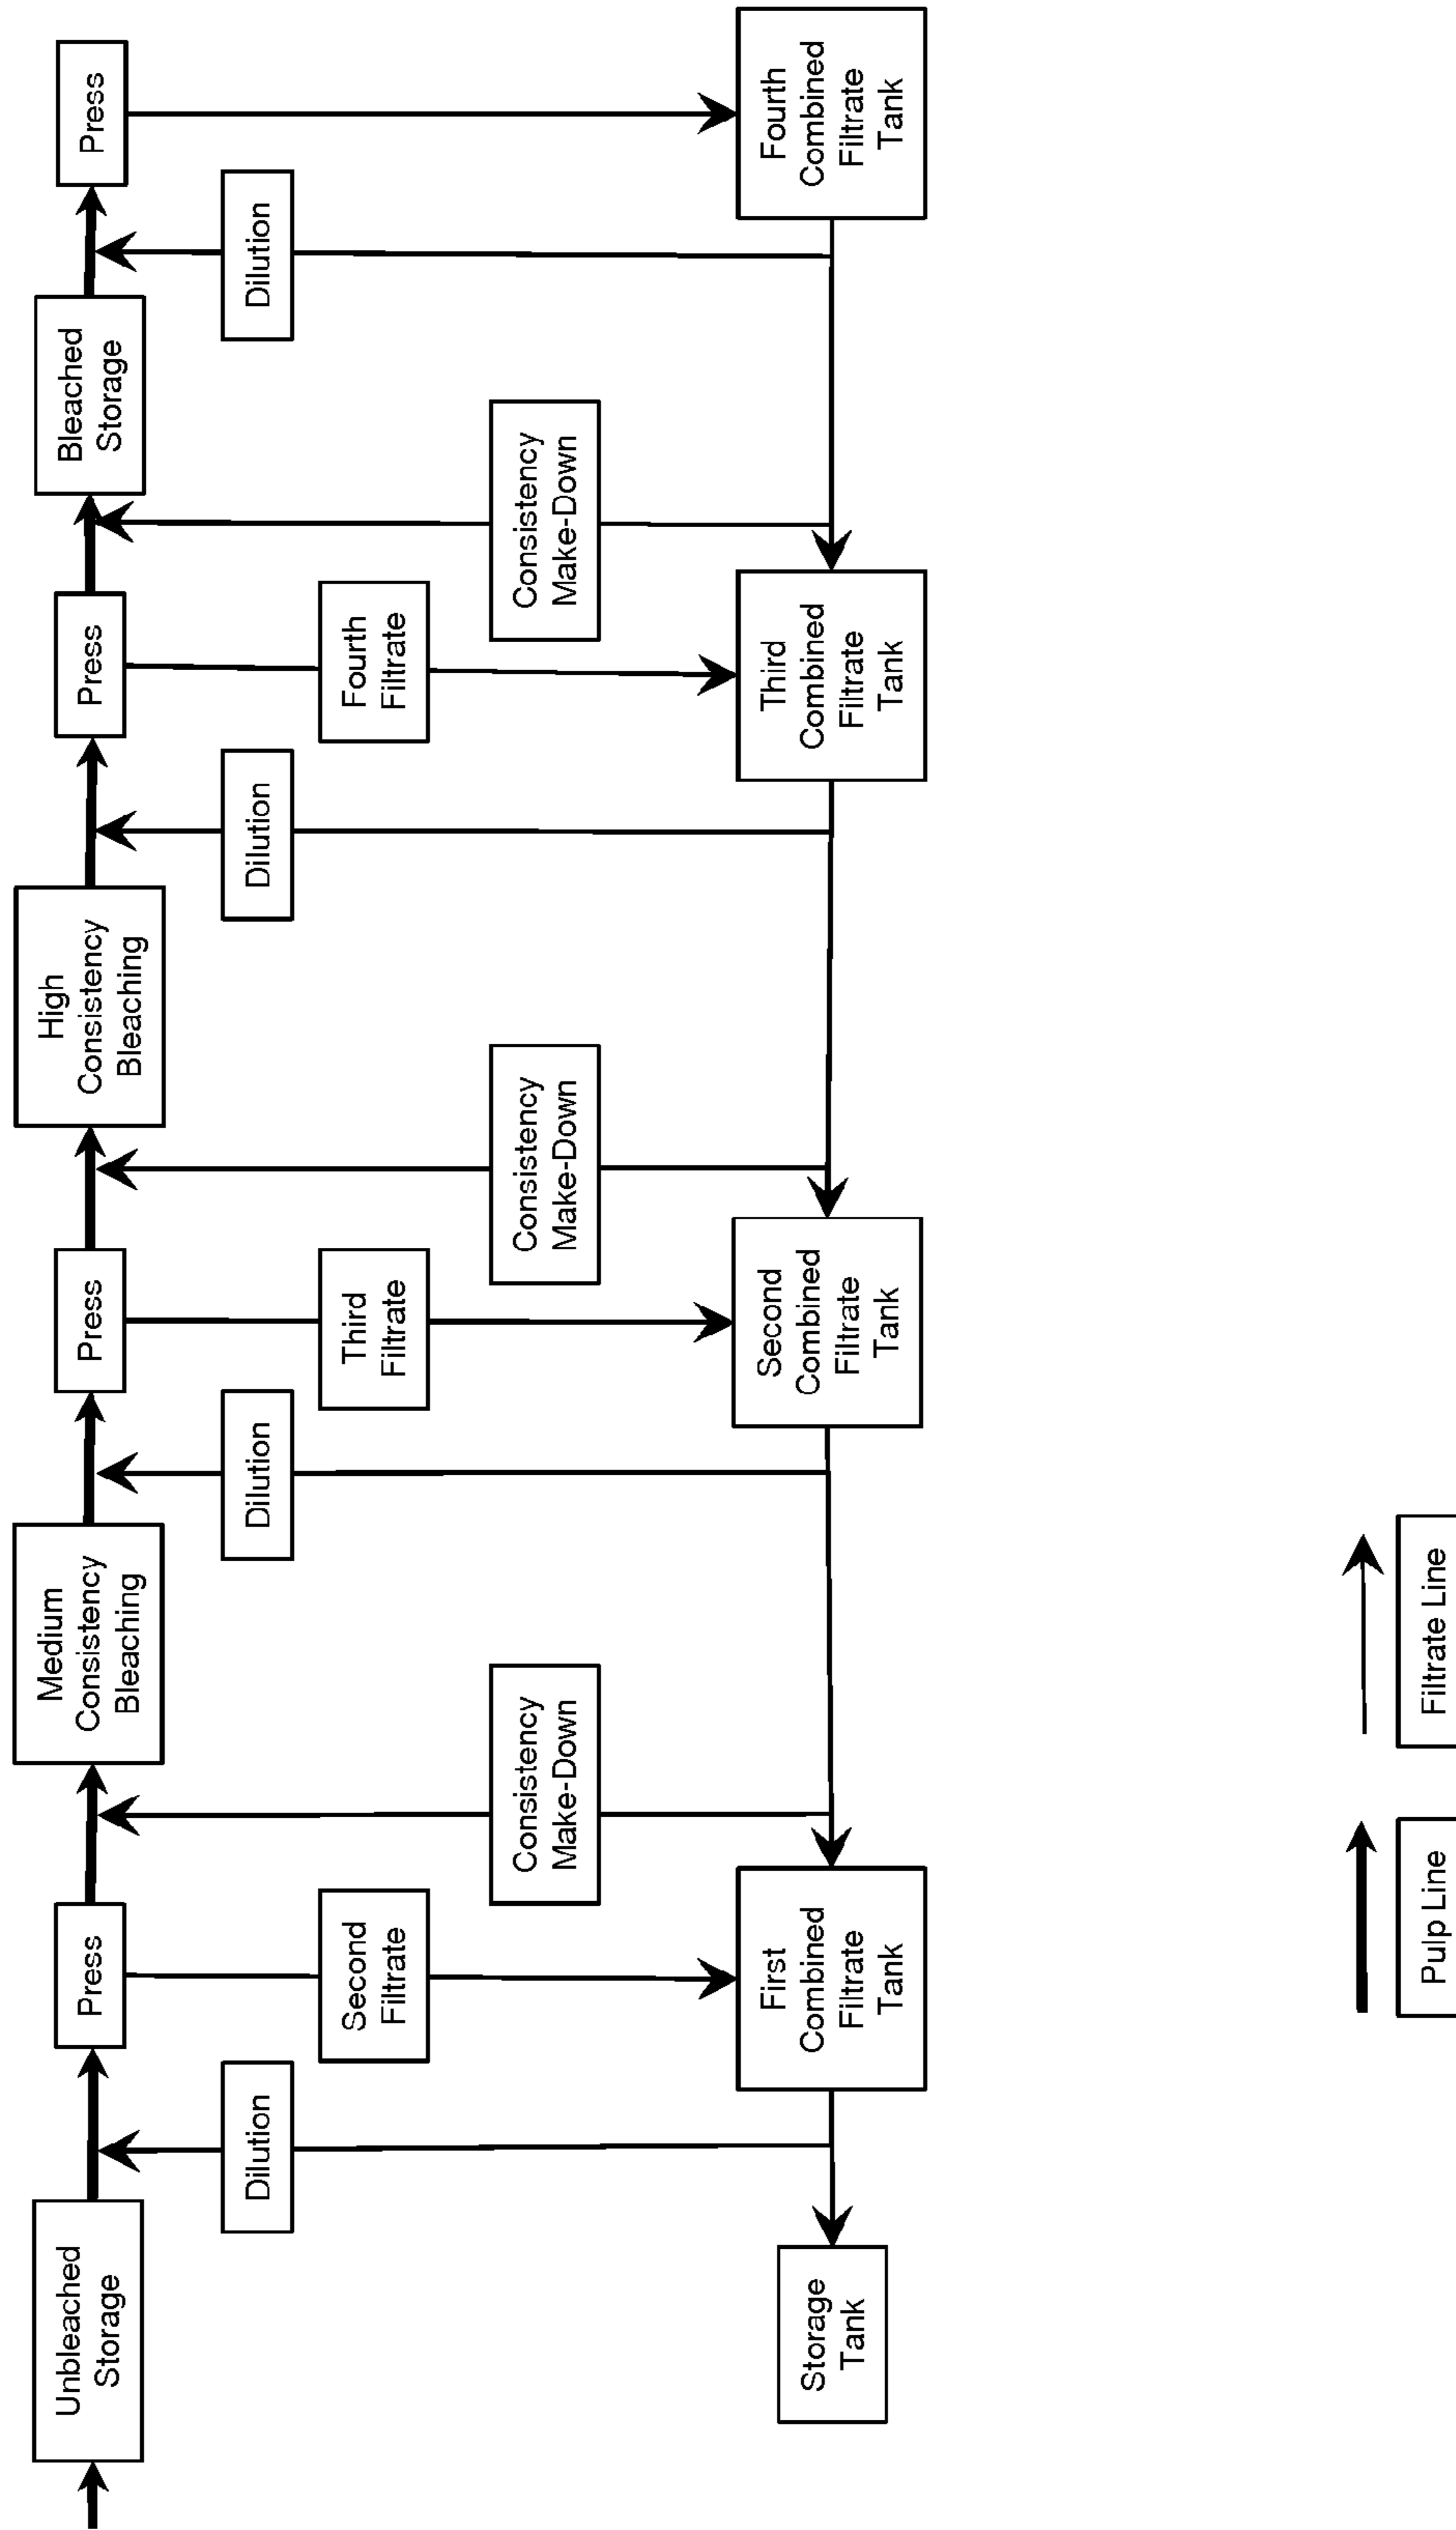 Unbleached
Storage
Press
Medium
Consistency
Bleaching
Press
High
Consistency
Bleaching
Press
Bleached
Storage
Press
Dilution
Dilution
Dilution
Dilution
Second
Filtrate
Third
Filtrate
Fourth
Filtrate
Consistency
Make-Down
Consistency
Make-Down
Consistency
Make-Down
Storage
Tank
First
Combined
Filtrate
Tank
Second
Combined
Filtrate
Tank
Third
Combined
Filtrate
Tank
Fourth
Combined
Filtrate
Tank
Pulp Line
Filtrate Line